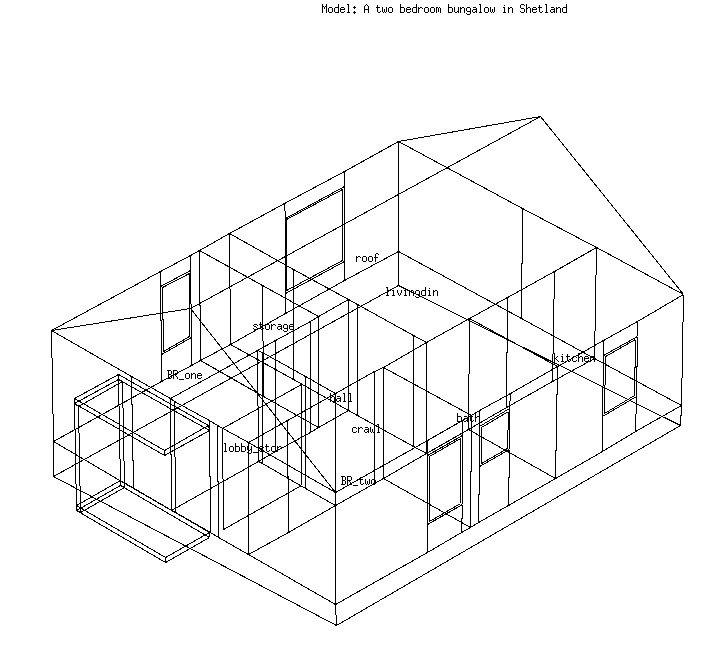 Model: A two bedroom bungalow in Shetland
roof
livingdin
storage
kitchen
BR_one
hall
bath
crawl
lobby_stor
BR_two